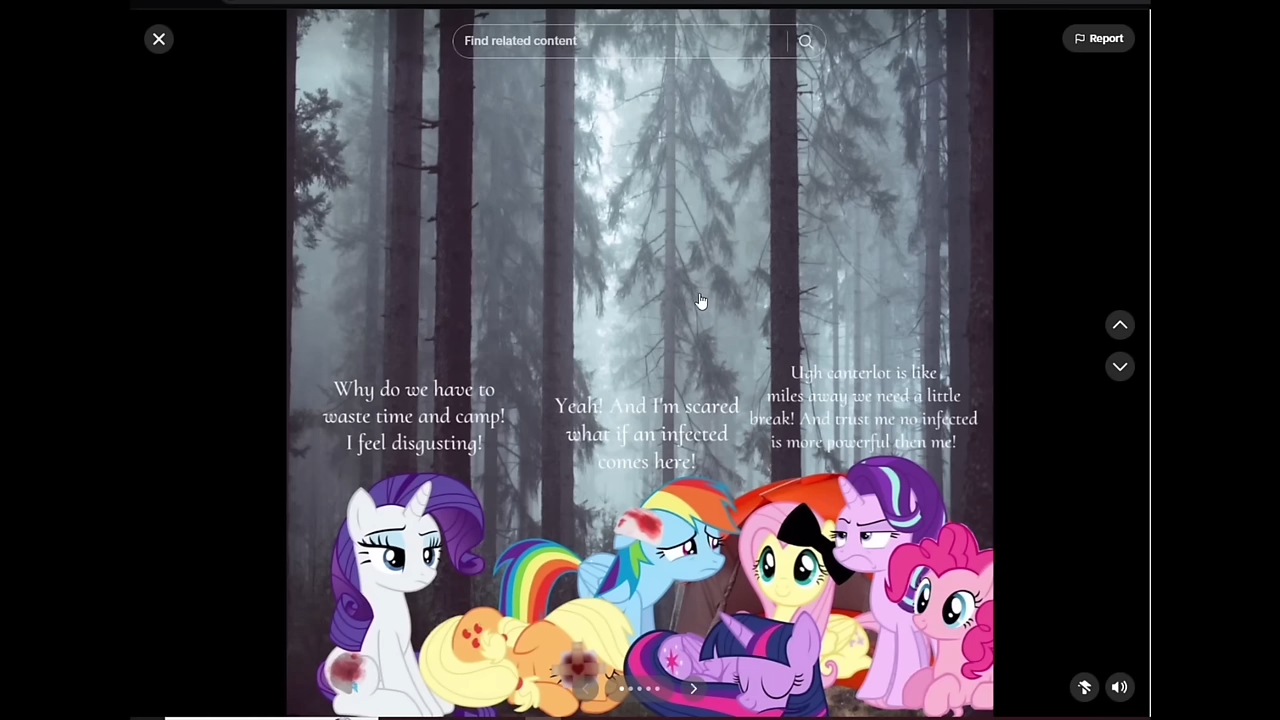 Find related content
Report
Why do we have to
waste time and camp!
I feel disgusting!
Yeah! And I'm scared
what if an infected
comes here!
Ugh canterlot is like
miles away we need a little
break! And trust me no infected
is more powerful then me!